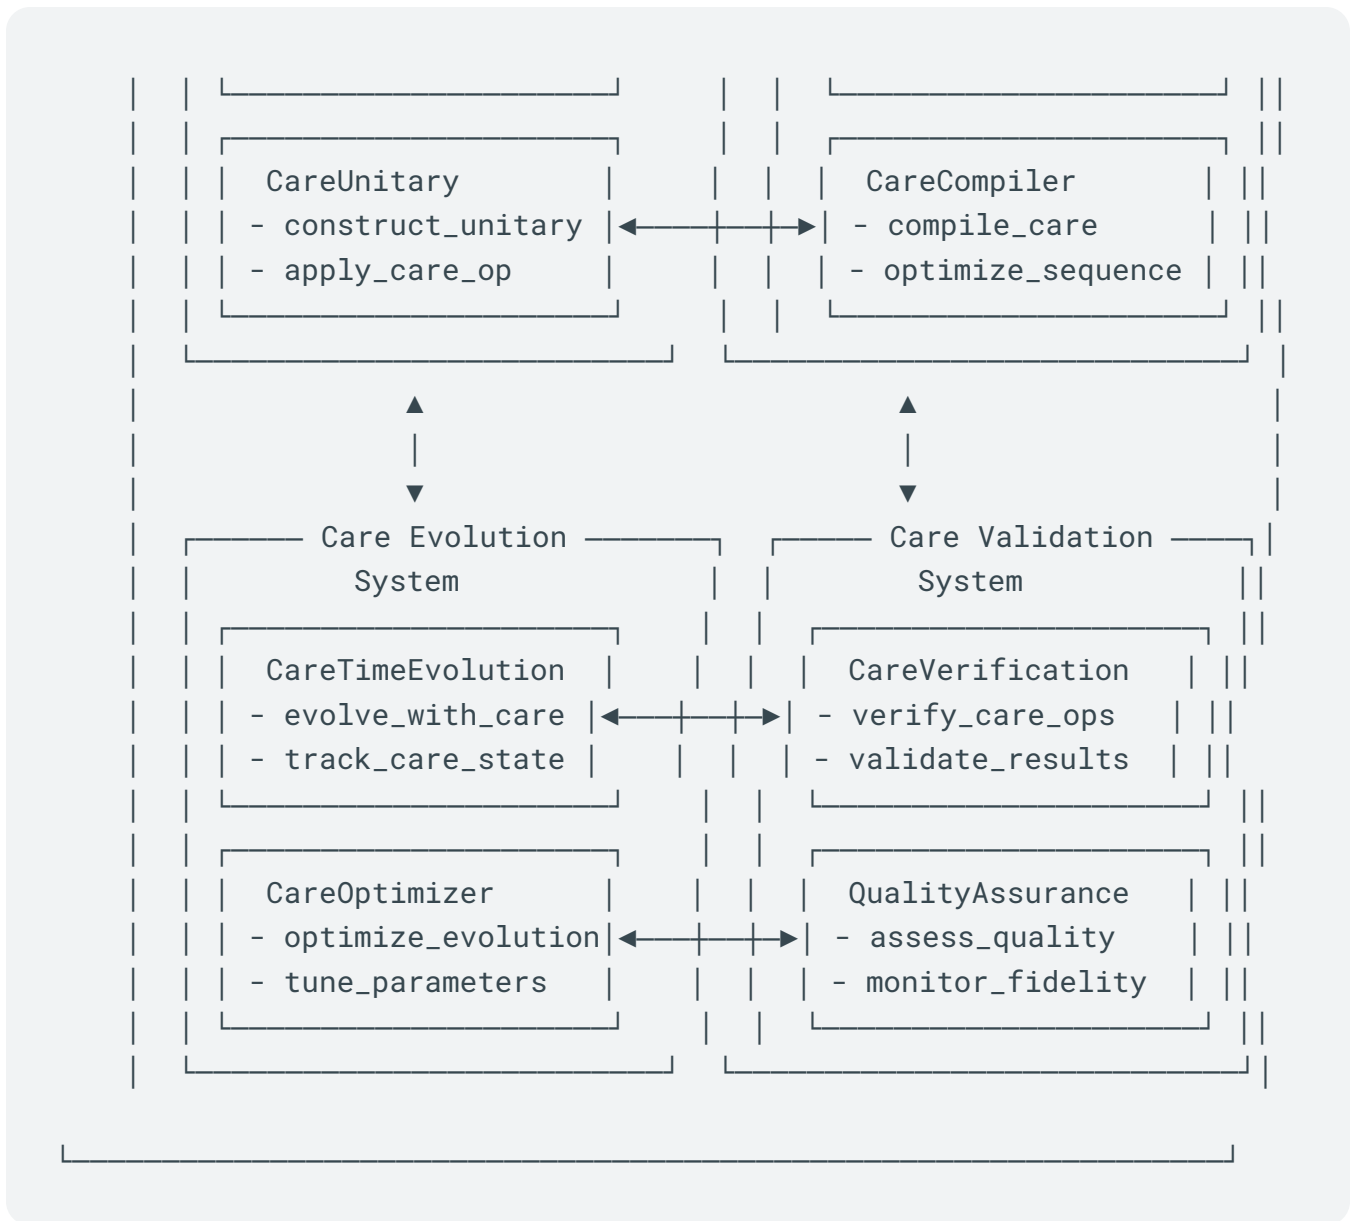 CareUnitary CareCompiler
- construct_unitary - compile_care
- apply_care_op - optimize_sequence
Care Evolution Care Validation
System System
CareTimeEvolution CareVerification
- evolve_with_care - verify_care_ops
- track_care_state - validate_results
CareOptimizer QualityAssurance
- optimize_evolution - assess_quality
- tune_parameters - monitor_fidelity